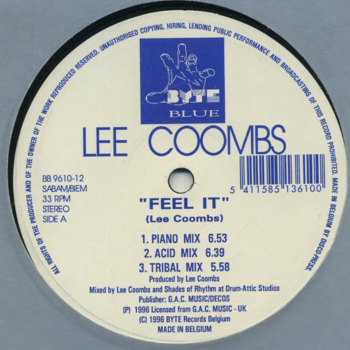 ALL RIGHTS OF THE PRODUCER AND OF THE OWNER OF THE WORK REPRODUCED RESERVED. UNAUTHORISED COPYING, HIRING, LENDING PUBLIC PERFORMANCE AND BROADCASTING OF THIS RECORD PROHIBITED. MADE IN BELGIUM BY DISCO-PRESS.
BYTE
BLUE
LEE COOMBS
BB 9610-12
SABAM/BIEM
33 RPM
STEREO
SIDE A
5 411585 136100
"FEEL IT"
(Lee Coombs)
1. PIANO MIX 6.53
2. ACID MIX 6.39
3. TRIBAL MIX 5.58
Produced by Lee Coombs
Mixed by Lee Coombs and Shades of Rhythm at Drum-Attic Studios
Publisher: G.A.C. MUSIC/DECOS
(P) 1996 Licensed from G.A.C. MUSIC - UK
(C) 1996 BYTE Records Belgium
MADE IN BELGIUM